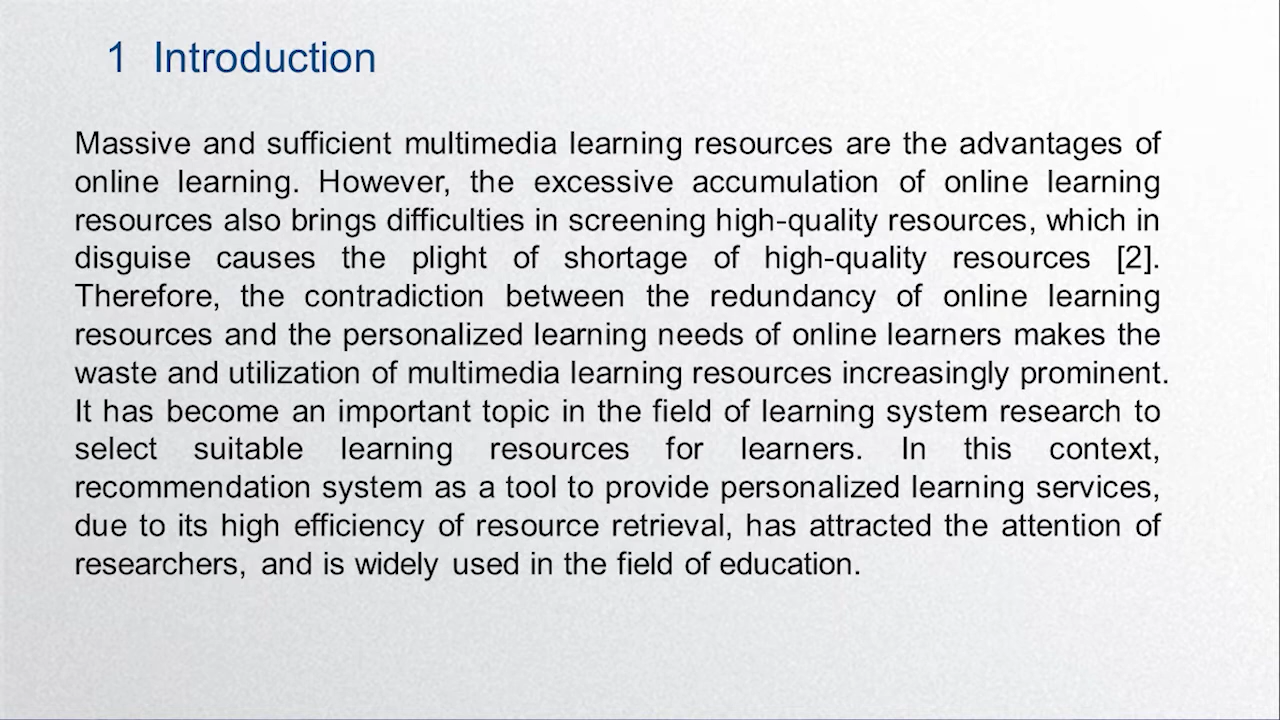 1 Introduction
Massive and sufficient multimedia learning resources are the advantages of
online learning. However, the excessive accumulation of online learning
resources also brings difficulties in screening high-quality resources, which in
disguise causes the plight of shortage of high-quality resources [2].
Therefore, the contradiction between the redundancy of online learning
resources and the personalized learning needs of online learners makes the
waste and utilization of multimedia learning resources increasingly prominent.
It has become an important topic in the field of learning system research to
select suitable learning resources for learners. In this context,
recommendation system as a tool to provide personalized learning services,
due to its high efficiency of resource retrieval, has attracted the attention of
researchers, and is widely used in the field of education.